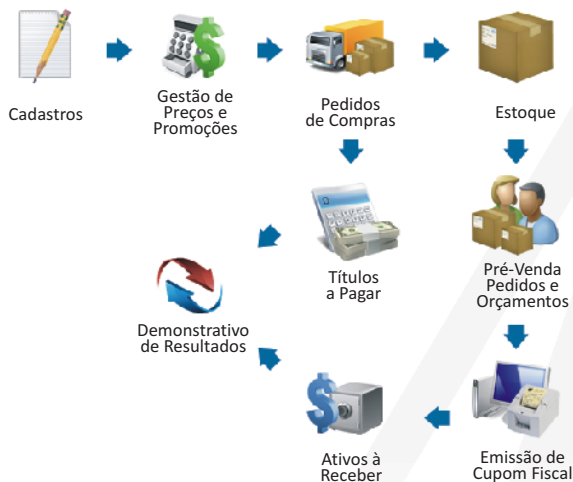 Cadastros
Gestão de
Preços e
Promoções
Pedidos
de Compras
Estoque
Títulos
a Pagar
Pré-Venda
Pedidos e
Orçamentos
Demonstrativo
de Resultados
Ativos à
Receber
Emissão de
Cupom Fiscal